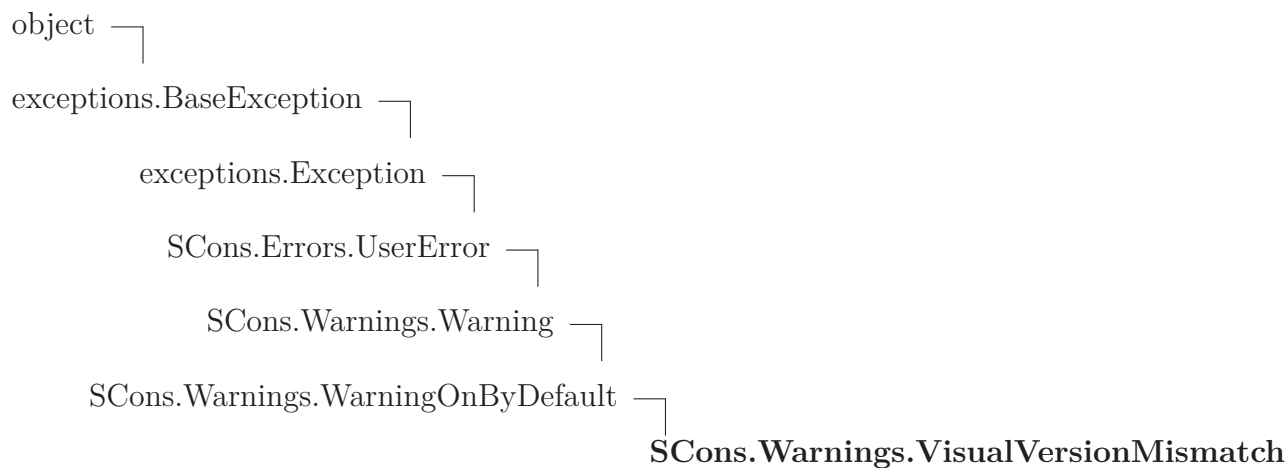 object
exceptions.BaseException
exceptions.Exception
SCons.Errors.UserError
SCons.Warnings.Warning
SCons.Warnings.WarningOnByDefault
SCons.Warnings.VisualVersionMismatch